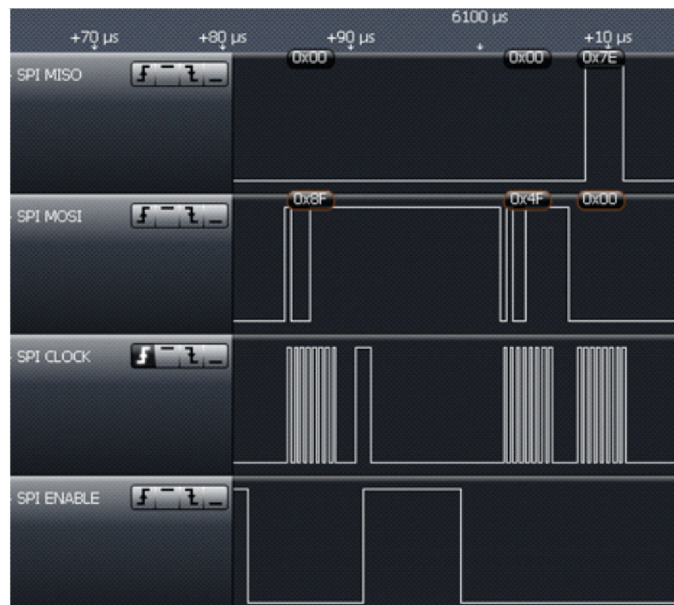 6100 µs
+70 µs +80 µs +90 µs +10 µs
SPI MISO 0x00 0x00 0x7E
SPI MOSI 0x8F 0x4F 0x00
SPI CLOCK
SPI ENABLE